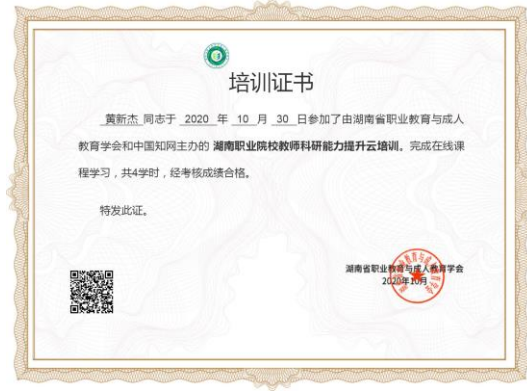 培训证书
黄新杰 同志于 2020 年 10 月 30 日参加了由湖南省职业教育与成人
教育学会和中国知网主办的 湖南职业院校教师科研能力提升云培训。完成在线课
程学习，共4学时，经考核成绩合格。
特发此证。
湖南省职业教育与成人教育学会
2020年10月